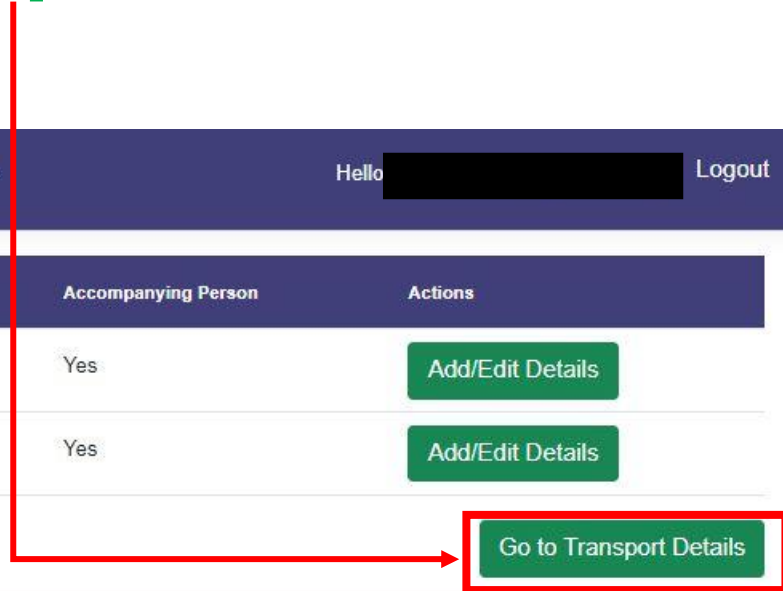 Hello Logout
Accompanying Person Actions
Yes Add/Edit Details
Yes Add/Edit Details
Go to Transport Details